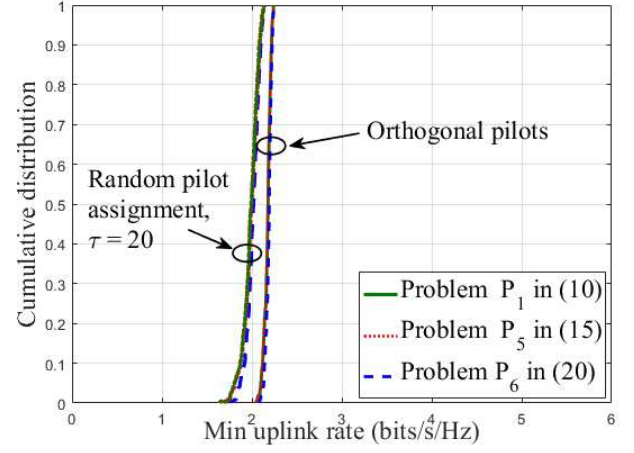 1
0.9
0.8
0.7
0.6
0.5
0.4
0.3
0.2
0.1
0
Cumulative distribution
Orthogonal pilots
Random pilot
assignment,
τ = 20
Problem P1 in (10)
Problem P5 in (15)
Problem P6 in (20)
0 1 2 3 4 5 6
Min uplink rate (bits/s/Hz)